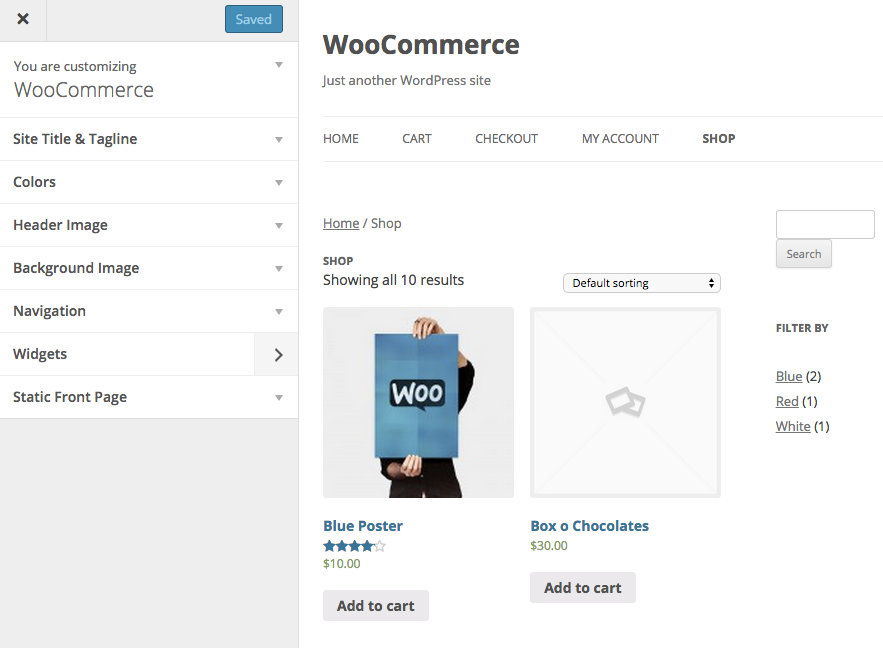 Saved
You are customizing
WooCommerce
Site Title & Tagline
Colors
Header Image
Background Image
Navigation
Widgets
Static Front Page
WooCommerce
Just another WordPress site
HOME CART CHECKOUT MY ACCOUNT SHOP
Home / Shop
SHOP
Showing all 10 results
Default sorting
WOO
Blue Poster
$10.00
Add to cart
Box o Chocolates
$30.00
Add to cart
Search
FILTER BY
Blue (2)
Red (1)
White (1)